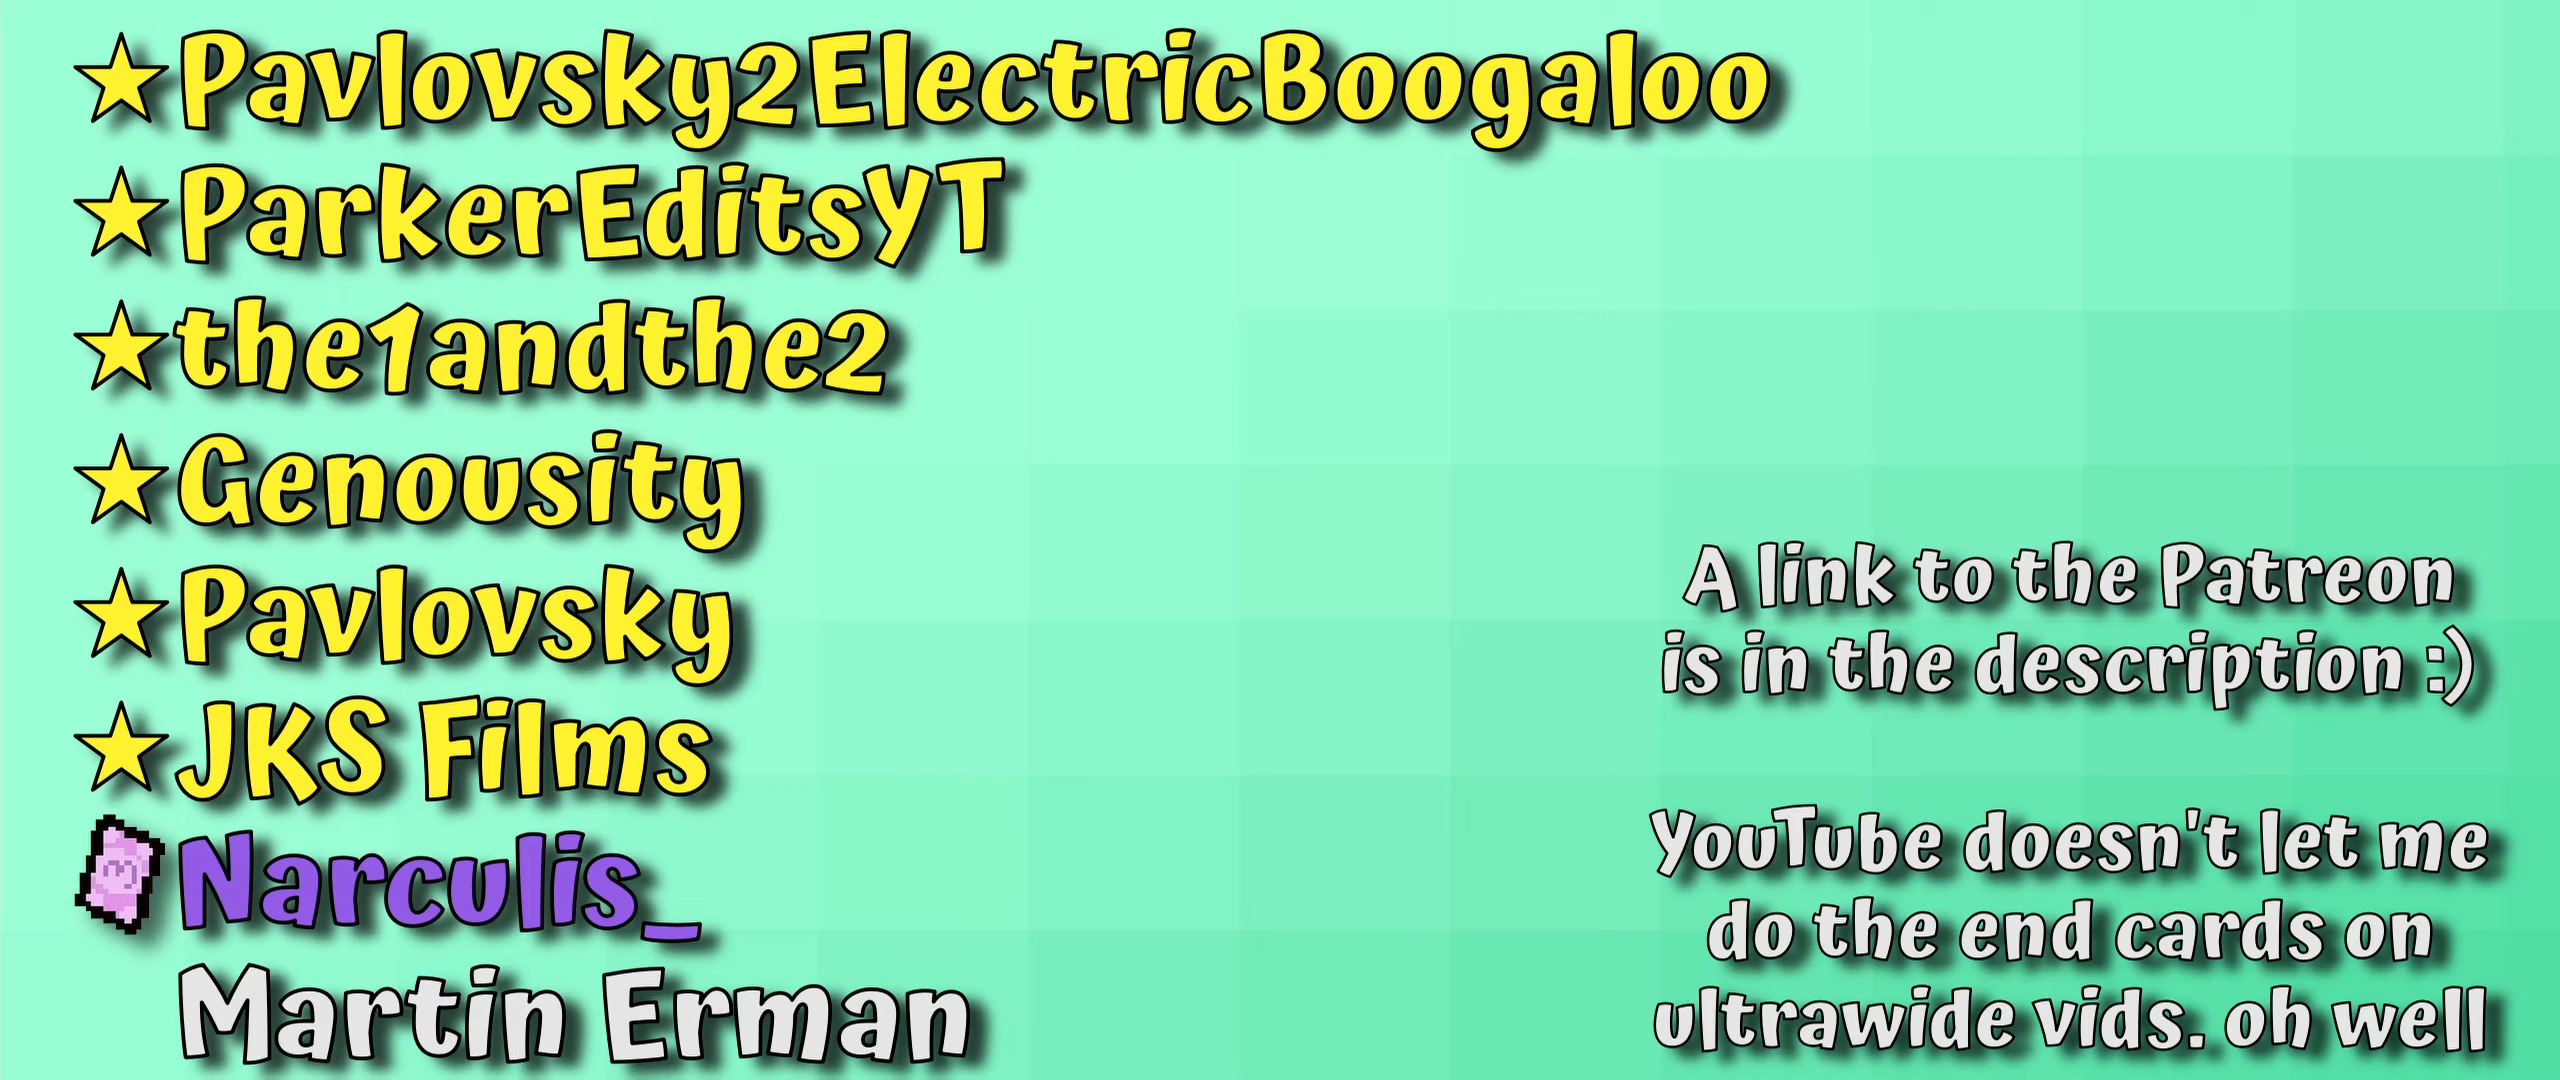 ★Pavlovsky2ElectricBoogaloo
★ParkerEditsYT
★the1andthe2
★Genousity
★Pavlovsky
★JKS Films
Narculis_
Martin Erman
A link to the Patreon
is in the description :)
YouTube doesn't let me
do the end cards on
ultrawide vids. oh well